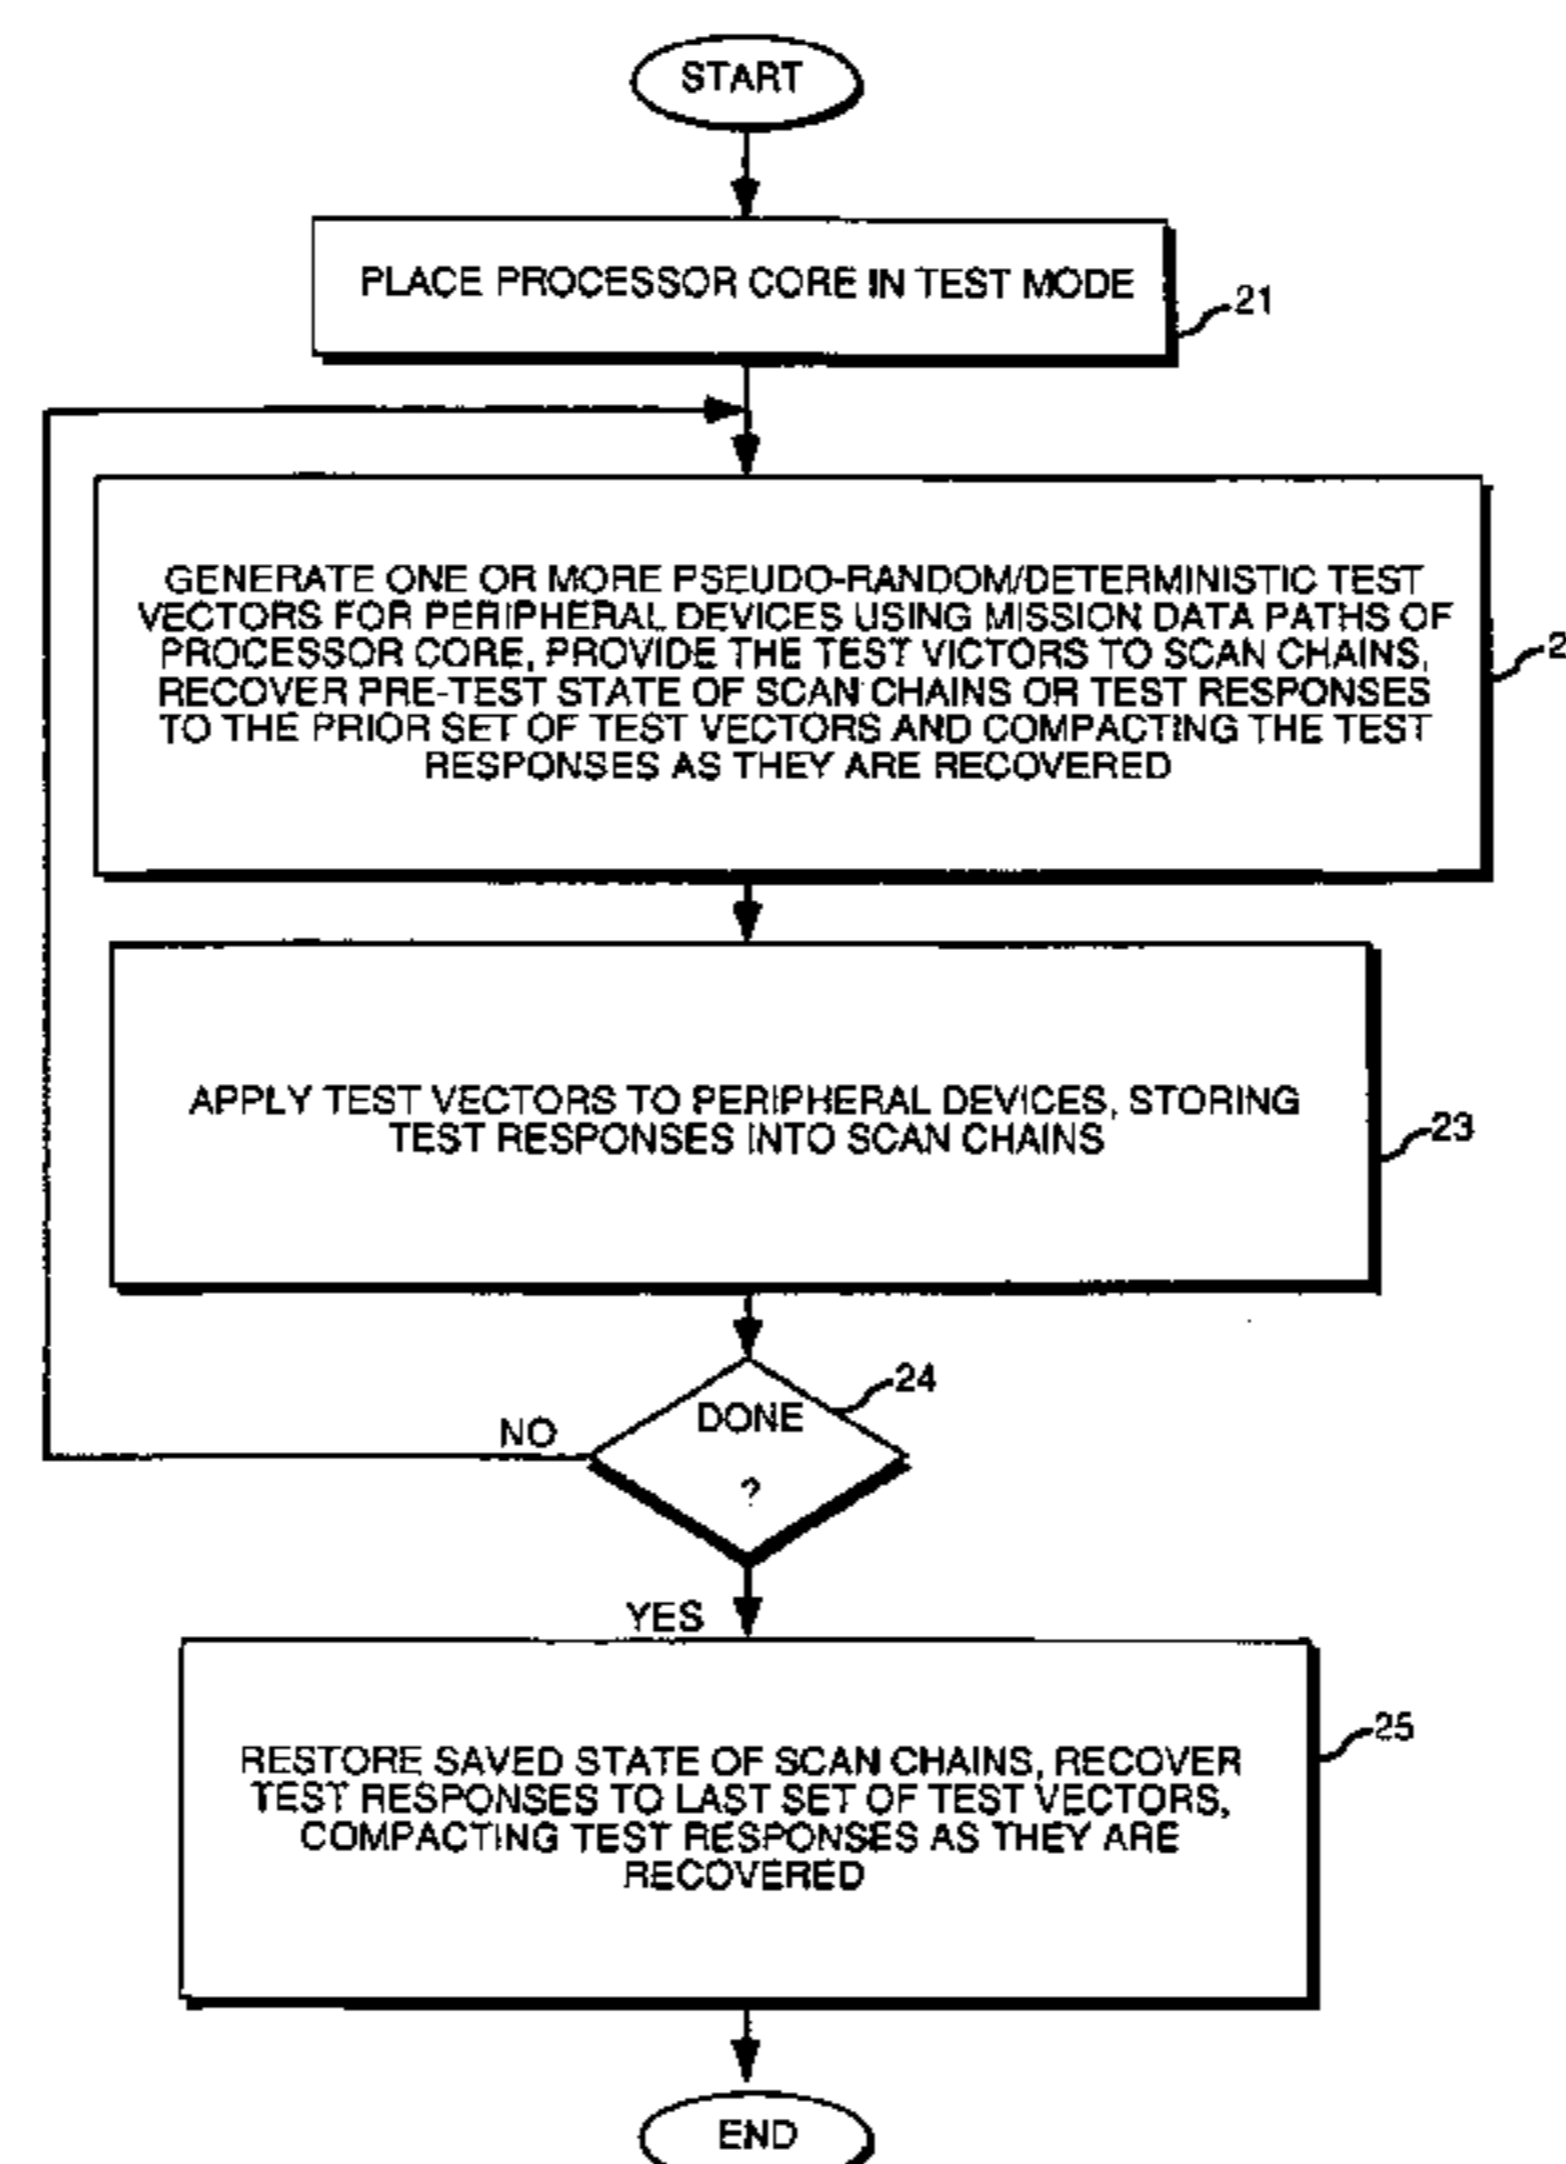 START
PLACE PROCESSOR CORE IN TEST MODE
21
GENERATE ONE OR MORE PSEUDO-RANDOM/DETERMINISTIC TEST
VECTORS FOR PERIPHERAL DEVICES USING MISSION DATA PATHS OF
PROCESSOR CORE, PROVIDE THE TEST VICTORS TO SCAN CHAINS,
RECOVER PRE-TEST STATE OF SCAN CHAINS OR TEST RESPONSES
TO THE PRIOR SET OF TEST VECTORS AND COMPACTING THE TEST
RESPONSES AS THEY ARE RECOVERED
2
APPLY TEST VECTORS TO PERIPHERAL DEVICES, STORING
TEST RESPONSES INTO SCAN CHAINS
23
24
DONE
?
NO
YES
RESTORE SAVED STATE OF SCAN CHAINS, RECOVER
TEST RESPONSES TO LAST SET OF TEST VECTORS,
COMPACTING TEST RESPONSES AS THEY ARE
RECOVERED
25
END